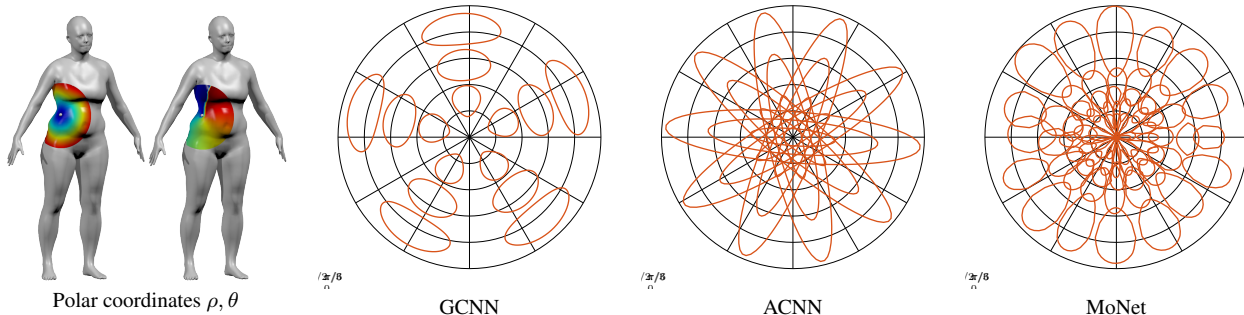 Polar coordinates ρ, θ
GCNN
ACNN
MoNet